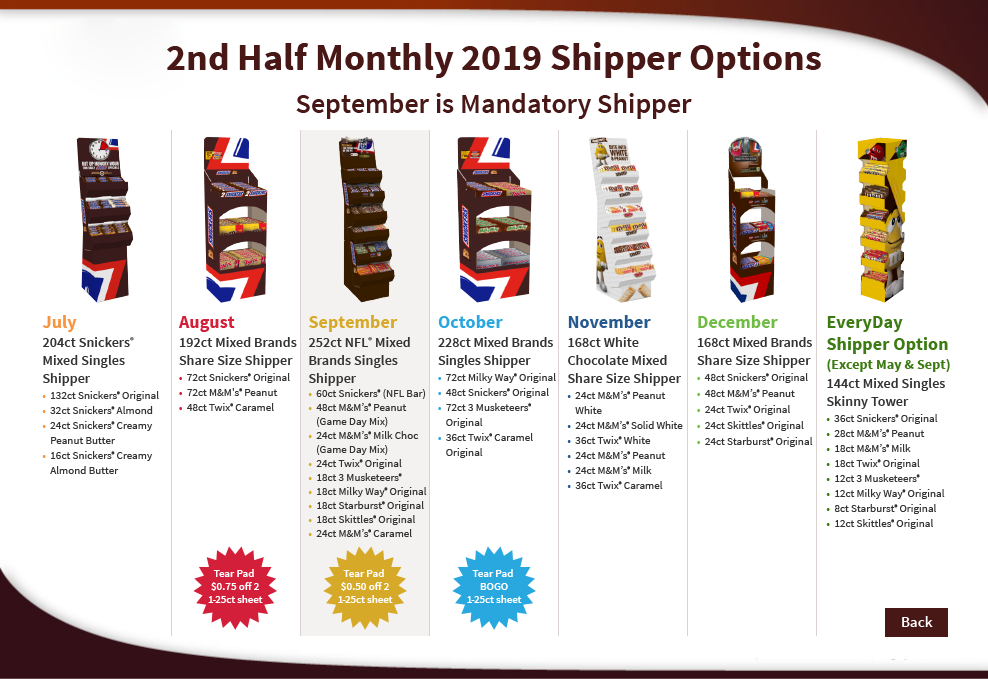 2nd Half Monthly 2019 Shipper Options
September is Mandatory Shipper
July
204ct Snickers®
Mixed Singles
Shipper
• 132ct Snickers® Original
• 32ct Snickers® Almond
• 24ct Snickers® Creamy
Peanut Butter
• 16ct Snickers® Creamy
Almond Butter
August
192ct Mixed Brands
Share Size Shipper
• 72ct Snickers® Original
• 72ct M&M's® Peanut
• 48ct Twix® Caramel
Tear Pad
$0.75 off 2
1-25ct sheet
September
252ct NFL® Mixed
Brands Singles
Shipper
• 60ct Snickers® (NFL Bar)
• 48ct M&M's® Peanut
(Game Day Mix)
• 24ct M&M's® Milk Choc
(Game Day Mix)
• 24ct Twix® Original
• 18ct 3 Musketeers®
• 18ct Milky Way® Original
• 18ct Starburst® Original
• 18ct Skittles® Original
• 24ct M&M's® Caramel
Tear Pad
$0.50 off 2
1-25ct sheet
October
228ct Mixed Brands
Singles Shipper
• 72ct Milky Way® Original
• 48ct Snickers® Original
• 72ct 3 Musketeers®
Original
• 36ct Twix® Caramel
Original
Tear Pad
BOGO
1-25ct sheet
BITE INTO
WHITE
& PEANUT
November
168ct White
Chocolate Mixed
Share Size Shipper
• 24ct M&M's® Peanut
White
• 24ct M&M's® Solid White
• 36ct Twix® White
• 24ct M&M's® Peanut
• 24ct M&M's® Milk
• 36ct Twix® Caramel
December
168ct Mixed Brands
Share Size Shipper
• 48ct Snickers® Original
• 48ct M&M's® Peanut
• 24ct Twix® Original
• 24ct Skittles® Original
• 24ct Starburst® Original
EveryDay
Shipper Option
(Except May & Sept)
144ct Mixed Singles
Skinny Tower
• 36ct Snickers® Original
• 28ct M&M's® Peanut
• 18ct M&M's® Milk
• 18ct Twix® Original
• 12ct 3 Musketeers®
• 12ct Milky Way® Original
• 8ct Starburst® Original
• 12ct Skittles® Original
Back